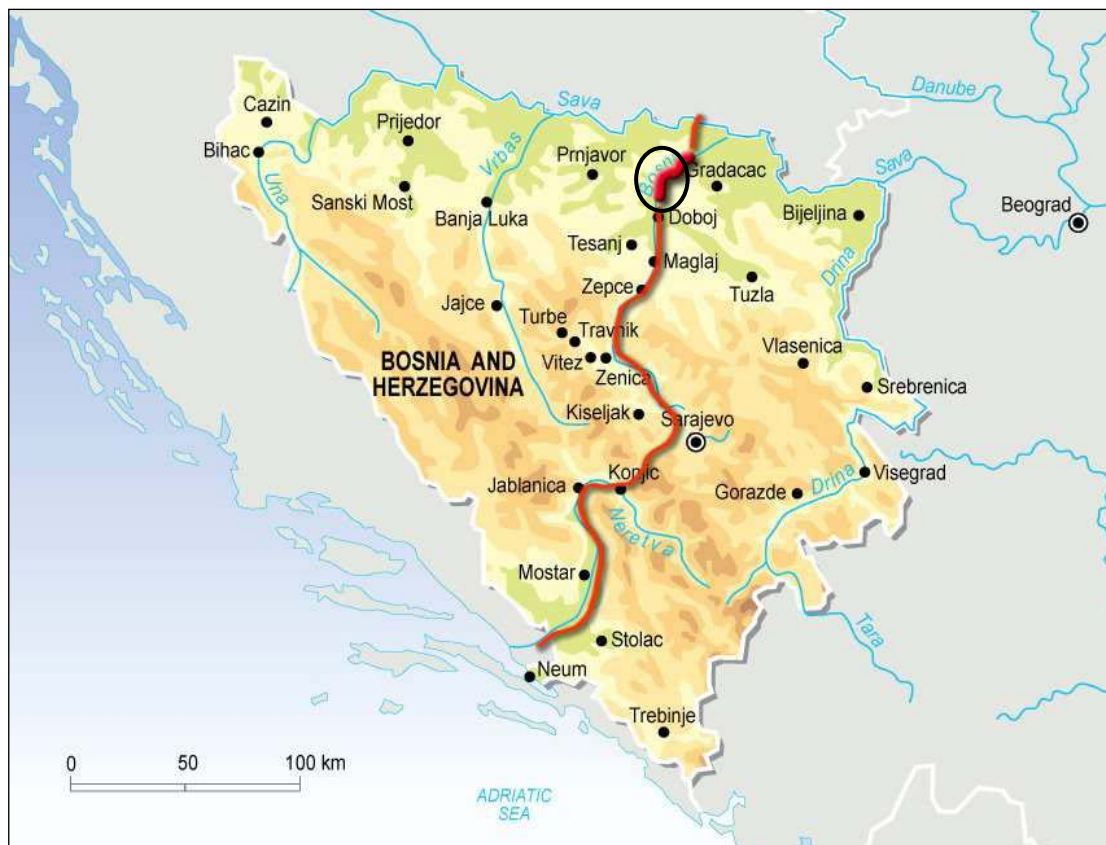 Cazin
Bihac
Una
Prijedor
Sanski Most
Vrbas
Banja Luka
Sava
Prnjavor
Bosna
Gradacac
Doboj
Tesanj
Maglaj
Zepce
Bijeljina
Drina
Tuzla
Danube
Sava
Beograd
Jajce
Turbe
Travnik
Vitez
Zenica
BOSNIA AND
HERZEGOVINA
Kiseljak
Sarajevo
Vlasenica
Srebrenica
Jablanica
Konjic
Neretva
Gorazde
Drina
Visegrad
Mostar
Stolac
Neum
Tara
Trebinje
0 50 100 km
ADRIATIC
SEA